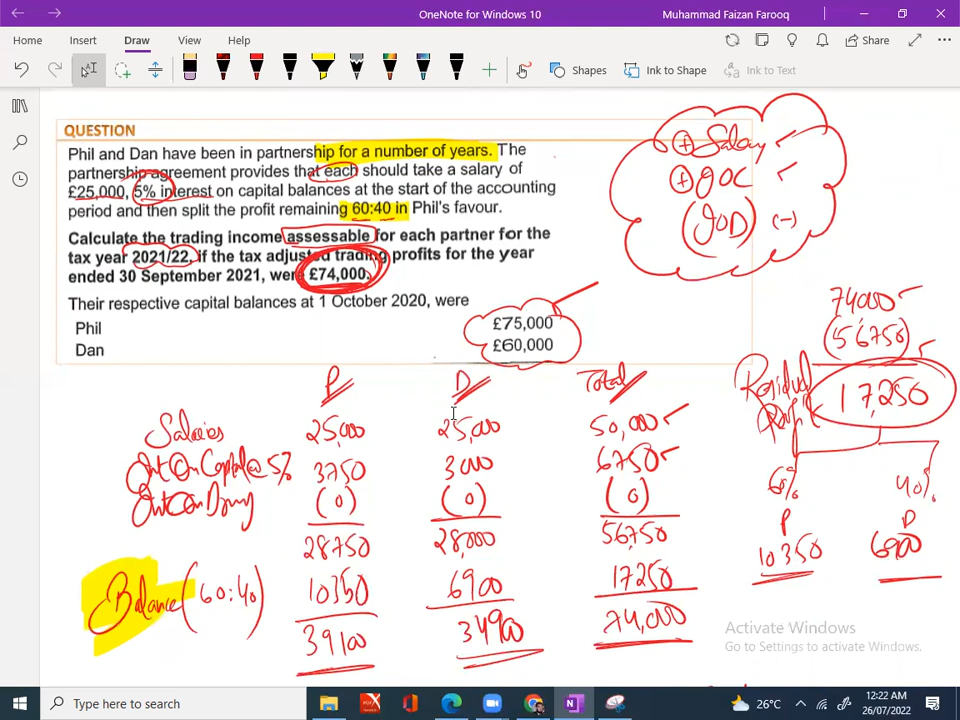 OneNote for Windows 10
Muhammad Faizan Farooq
Home Insert Draw View Help
Share
Shapes Ink to Shape Ink to Text
QUESTION
Phil and Dan have been in partnership for a number of years. The
partnership agreement provides that each should take a salary of
£25,000, 5% interest on capital balances at the start of the accounting
period and then split the profit remaining 60:40 in Phil's favour.
Calculate the trading income assessable for each partner for the
tax year 2021/22, if the tax adjusted trading profits for the year
ended 30 September 2021, were £74,000.
Their respective capital balances at 1 October 2020, were
Phil £75,000
Dan £60,000
+ Salary
+ IOC
(IOD) (-)
74000
(56750)
Residual Profit 17,250
60% 40%
P D
10350 6900
P D Total
Salaries 25,000 25,000 50,000
Int On Capital@5% 3750 3000 6750
Int On Drawing (0) (0) (0)
28750 28,000 56,750
Balance (60:40) 10350 6900 17250
39100 34900 74,000
Activate Windows
Go to Settings to activate Windows.
Type here to search
26°C
12:22 AM
26/07/2022